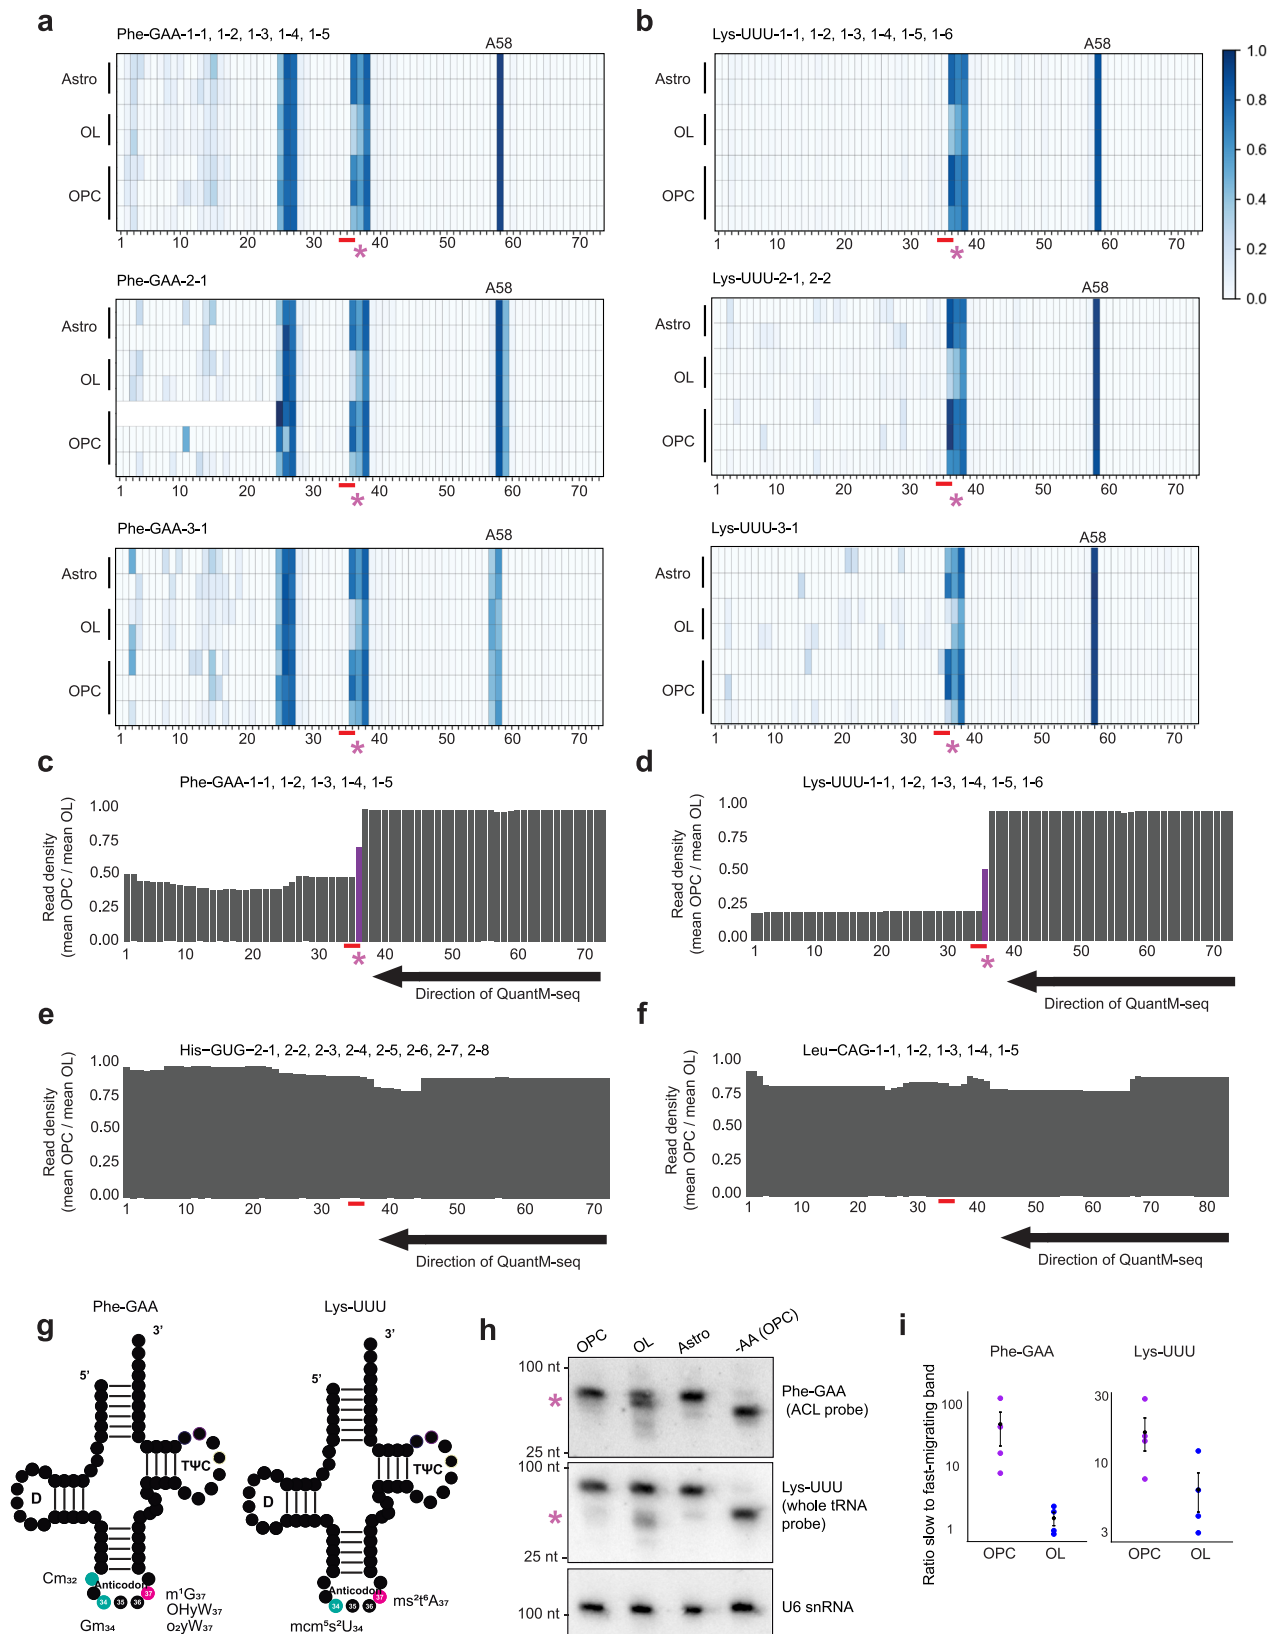 a
Phe-GAA-1-1, 1-2, 1-3, 1-4, 1-5
A58
Astro
OL
OPC
1 10 20 30 40 50 60 70
*
Phe-GAA-2-1
A58
Astro
OL
OPC
1 10 20 30 40 50 60 70
*
Phe-GAA-3-1
A58
Astro
OL
OPC
1 10 20 30 40 50 60 70
*
b
Lys-UUU-1-1, 1-2, 1-3, 1-4, 1-5, 1-6
A58
Astro
OL
OPC
1 10 20 30 40 50 60 70
*
1.0
0.8
0.6
0.4
0.2
0.0
Lys-UUU-2-1, 2-2
A58
Astro
OL
OPC
1 10 20 30 40 50 60 70
*
Lys-UUU-3-1
A58
Astro
OL
OPC
1 10 20 30 40 50 60 70
*
c
Phe-GAA-1-1, 1-2, 1-3, 1-4, 1-5
Read density
(mean OPC / mean OL)
1.00
0.75
0.50
0.25
0.00
1 10 20 30 40 50 60 70
*
Direction of QuantM-seq
d
Lys-UUU-1-1, 1-2, 1-3, 1-4, 1-5, 1-6
Read density
(mean OPC / mean OL)
1.00
0.75
0.50
0.25
0.00
1 10 20 30 40 50 60 70
*
Direction of QuantM-seq
e
His–GUG–2-1, 2-2, 2-3, 2-4, 2-5, 2-6, 2-7, 2-8
Read density
(mean OPC / mean OL)
1.00
0.75
0.50
0.25
0.00
1 10 20 30 40 50 60 70
Direction of QuantM-seq
f
Leu–CAG-1-1, 1-2, 1-3, 1-4, 1-5
Read density
(mean OPC / mean OL)
1.00
0.75
0.50
0.25
0.00
1 10 20 30 40 50 60 70 80
Direction of QuantM-seq
g
Phe-GAA
3'
5'
D
TΨC
Anticodon
Cm₃₂
34 35 36 37
Gm₃₄
m¹G₃₇
OHyW₃₇
o₂yW₃₇
Lys-UUU
3'
5'
D
TΨC
Anticodon
34 35 36 37
ms²t⁶A₃₇
mcm⁵s²U₃₄
h
OPC OL Astro -AA (OPC)
100 nt
*
25 nt
Phe-GAA
(ACL probe)
100 nt
*
25 nt
Lys-UUU
(whole tRNA
probe)
100 nt
U6 snRNA
i
Ratio slow to fast-migrating band
Phe-GAA
100
10
1
OPC OL
Lys-UUU
30
10
3
OPC OL